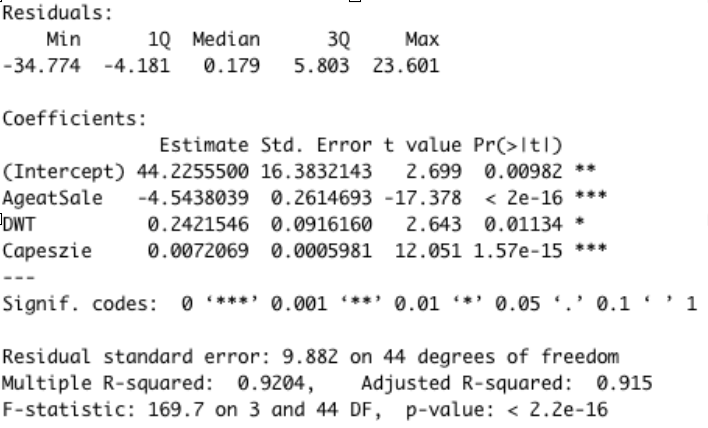 Residuals:
    Min      1Q  Median      3Q     Max
-34.774  -4.181   0.179   5.803  23.601
Coefficients:
              Estimate Std. Error t value Pr(>|t|)
(Intercept) 44.2255500 16.3832143   2.699  0.00982 **
AgeatSale   -4.5438039  0.2614693 -17.378  < 2e-16 ***
DWT          0.2421546  0.0916160   2.643  0.01134 *
Capeszie     0.0072069  0.0005981  12.051 1.57e-15 ***
---
Signif. codes:  0 ‘***’ 0.001 ‘**’ 0.01 ‘*’ 0.05 ‘.’ 0.1 ‘ ’ 1
Residual standard error: 9.882 on 44 degrees of freedom
Multiple R-squared:  0.9204,    Adjusted R-squared:  0.915
F-statistic: 169.7 on 3 and 44 DF,  p-value: < 2.2e-16